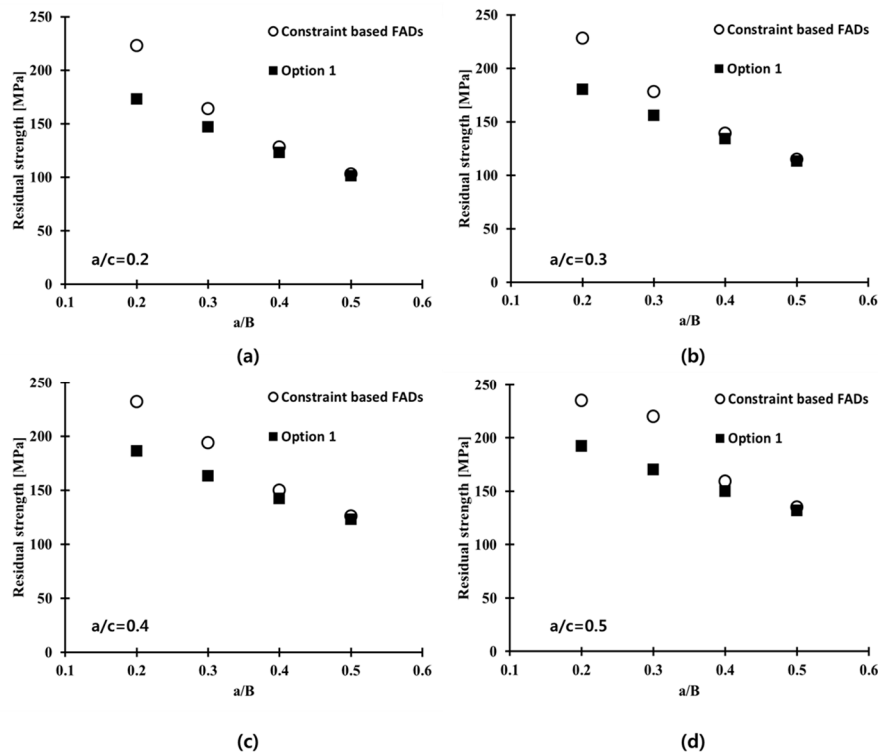 250
200
150
100
50
0
0.1 0.2 0.3 0.4 0.5 0.6
Residual strength [MPa]
a/B
Constraint based FADs
Option 1
a/c=0.2
(a)
250
200
150
100
50
0
0.1 0.2 0.3 0.4 0.5 0.6
Residual strength [MPa]
a/B
Constraint based FADs
Option 1
a/c=0.3
(b)
250
200
150
100
50
0
0.1 0.2 0.3 0.4 0.5 0.6
Residual strength [MPa]
a/B
Constraint based FADs
Option 1
a/c=0.4
(c)
250
200
150
100
50
0
0.1 0.2 0.3 0.4 0.5 0.6
Residual strength [MPa]
a/B
Constraint based FADs
Option 1
a/c=0.5
(d)